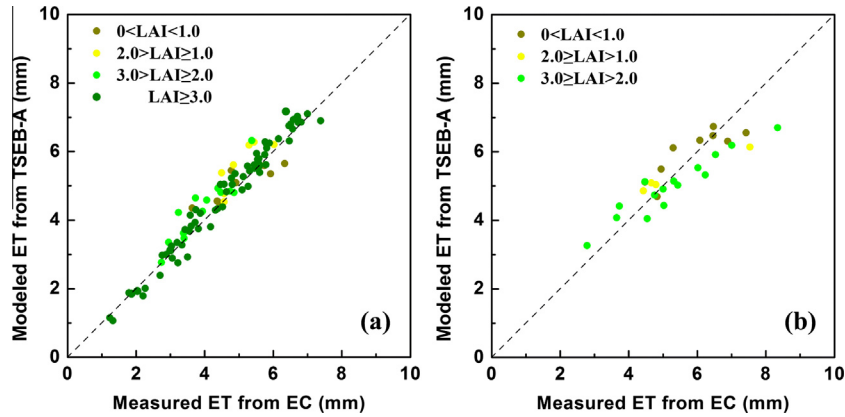 10
8
6
4
2
0
Modeled ET from TSEB-A (mm)
0<LAI<1.0
2.0>LAI≥1.0
3.0>LAI≥2.0
LAI≥3.0
(a)
0 2 4 6 8 10
Measured ET from EC (mm)
10
8
6
4
2
0
Modeled ET from TSEB-A (mm)
0<LAI<1.0
2.0≥LAI>1.0
3.0≥LAI>2.0
(b)
0 2 4 6 8 10
Measured ET from EC (mm)